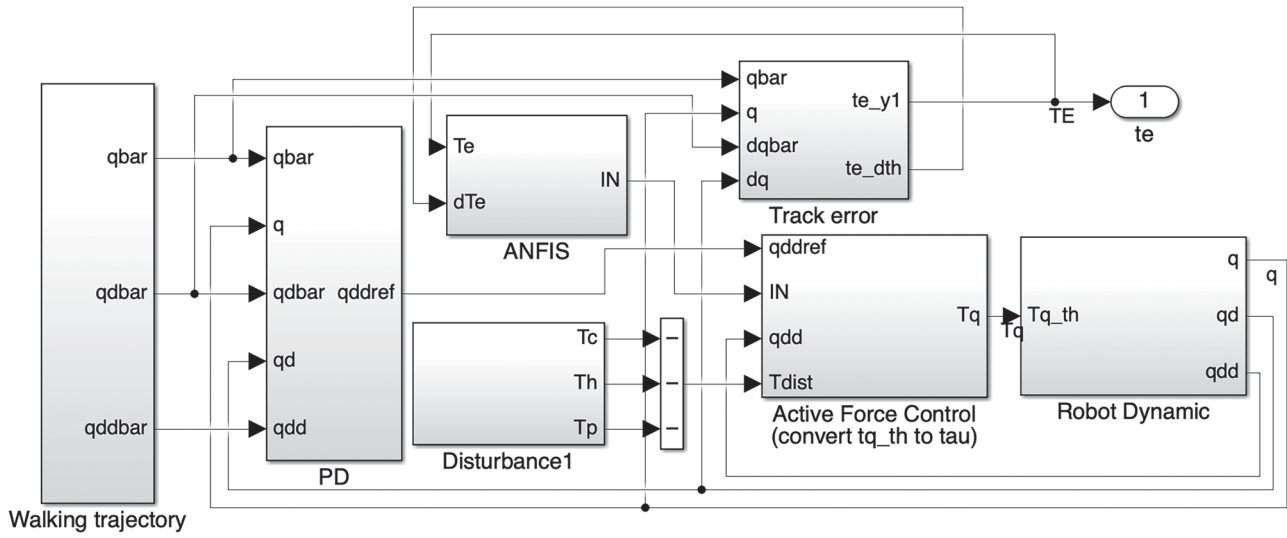 qbar
qdbar
qddbar
Walking trajectory
qbar
q
qdbar
qddref
qd
qdd
PD
Te
dTe
IN
ANFIS
Tc
Th
Tp
Disturbance1
−
−
−
qbar
q
dqbar
dq
te_y1
te_dth
Track error
TE
1
te
qddref
IN
qdd
Tdist
Tq
Active Force Control
(convert tq_th to tau)
Tq
Tq_th
q
qd
qdd
Robot Dynamic
q